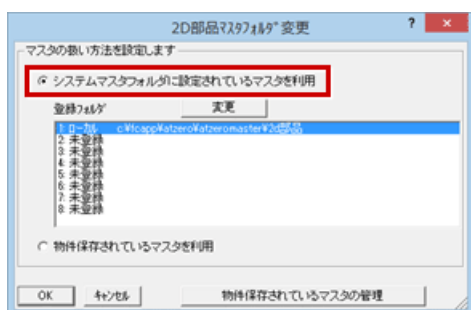 2D部品ﾏｽﾀﾌｫﾙﾀﾞ変更
?
×
マスタの扱い方法を設定します
システムマスタフォルダに設定されているマスタを利用
登録ﾌｫﾙﾀﾞ
変更
1: ローカル c:¥fcapp¥atzero¥atzeromaster¥2d部品
2: 未登録
3: 未登録
4: 未登録
5: 未登録
6: 未登録
7: 未登録
8: 未登録
物件保存されているマスタを利用
OK
ｷｬﾝｾﾙ
物件保存されているマスタの管理